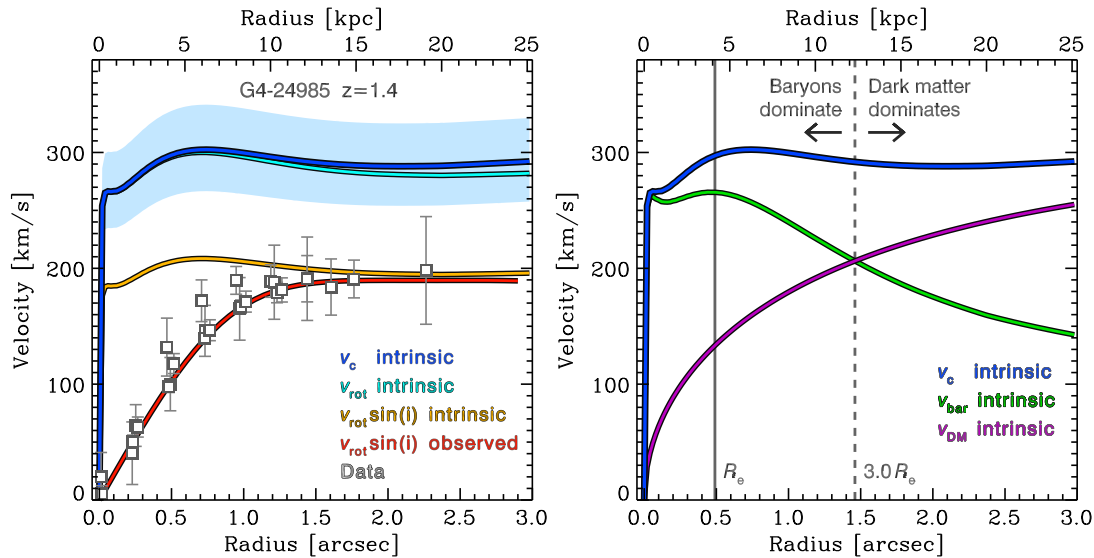 Radius [kpc]
0 5 10 15 20 25
G4-24985 z=1.4
Velocity [km/s]
300
200
100
0
v_c intrinsic
v_rot intrinsic
v_rot sin(i) intrinsic
v_rot sin(i) observed
Data
0.0 0.5 1.0 1.5 2.0 2.5 3.0
Radius [arcsec]
Radius [kpc]
0 5 10 15 20 25
Baryons dominate
Dark matter dominates
Velocity [km/s]
300
200
100
0
v_c intrinsic
v_bar intrinsic
v_DM intrinsic
R_e
3.0 R_e
0.0 0.5 1.0 1.5 2.0 2.5 3.0
Radius [arcsec]